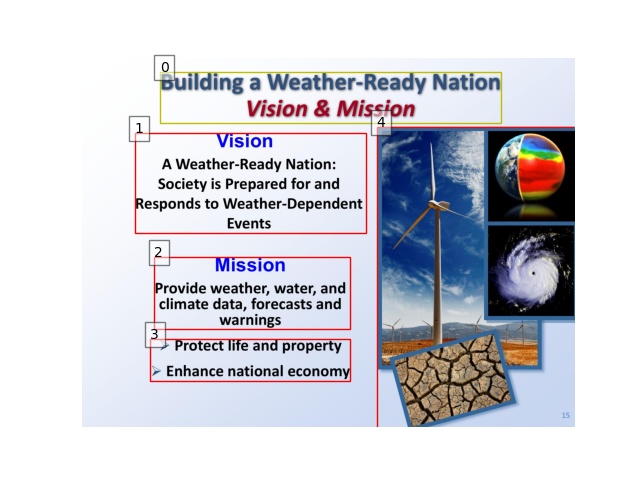 0
Building a Weather-Ready Nation
Vision & Mission
1
Vision
A Weather-Ready Nation:
Society is Prepared for and
Responds to Weather-Dependent
Events
2
Mission
Provide weather, water, and
climate data, forecasts and
warnings
3
➢ Protect life and property
➢ Enhance national economy
4
15